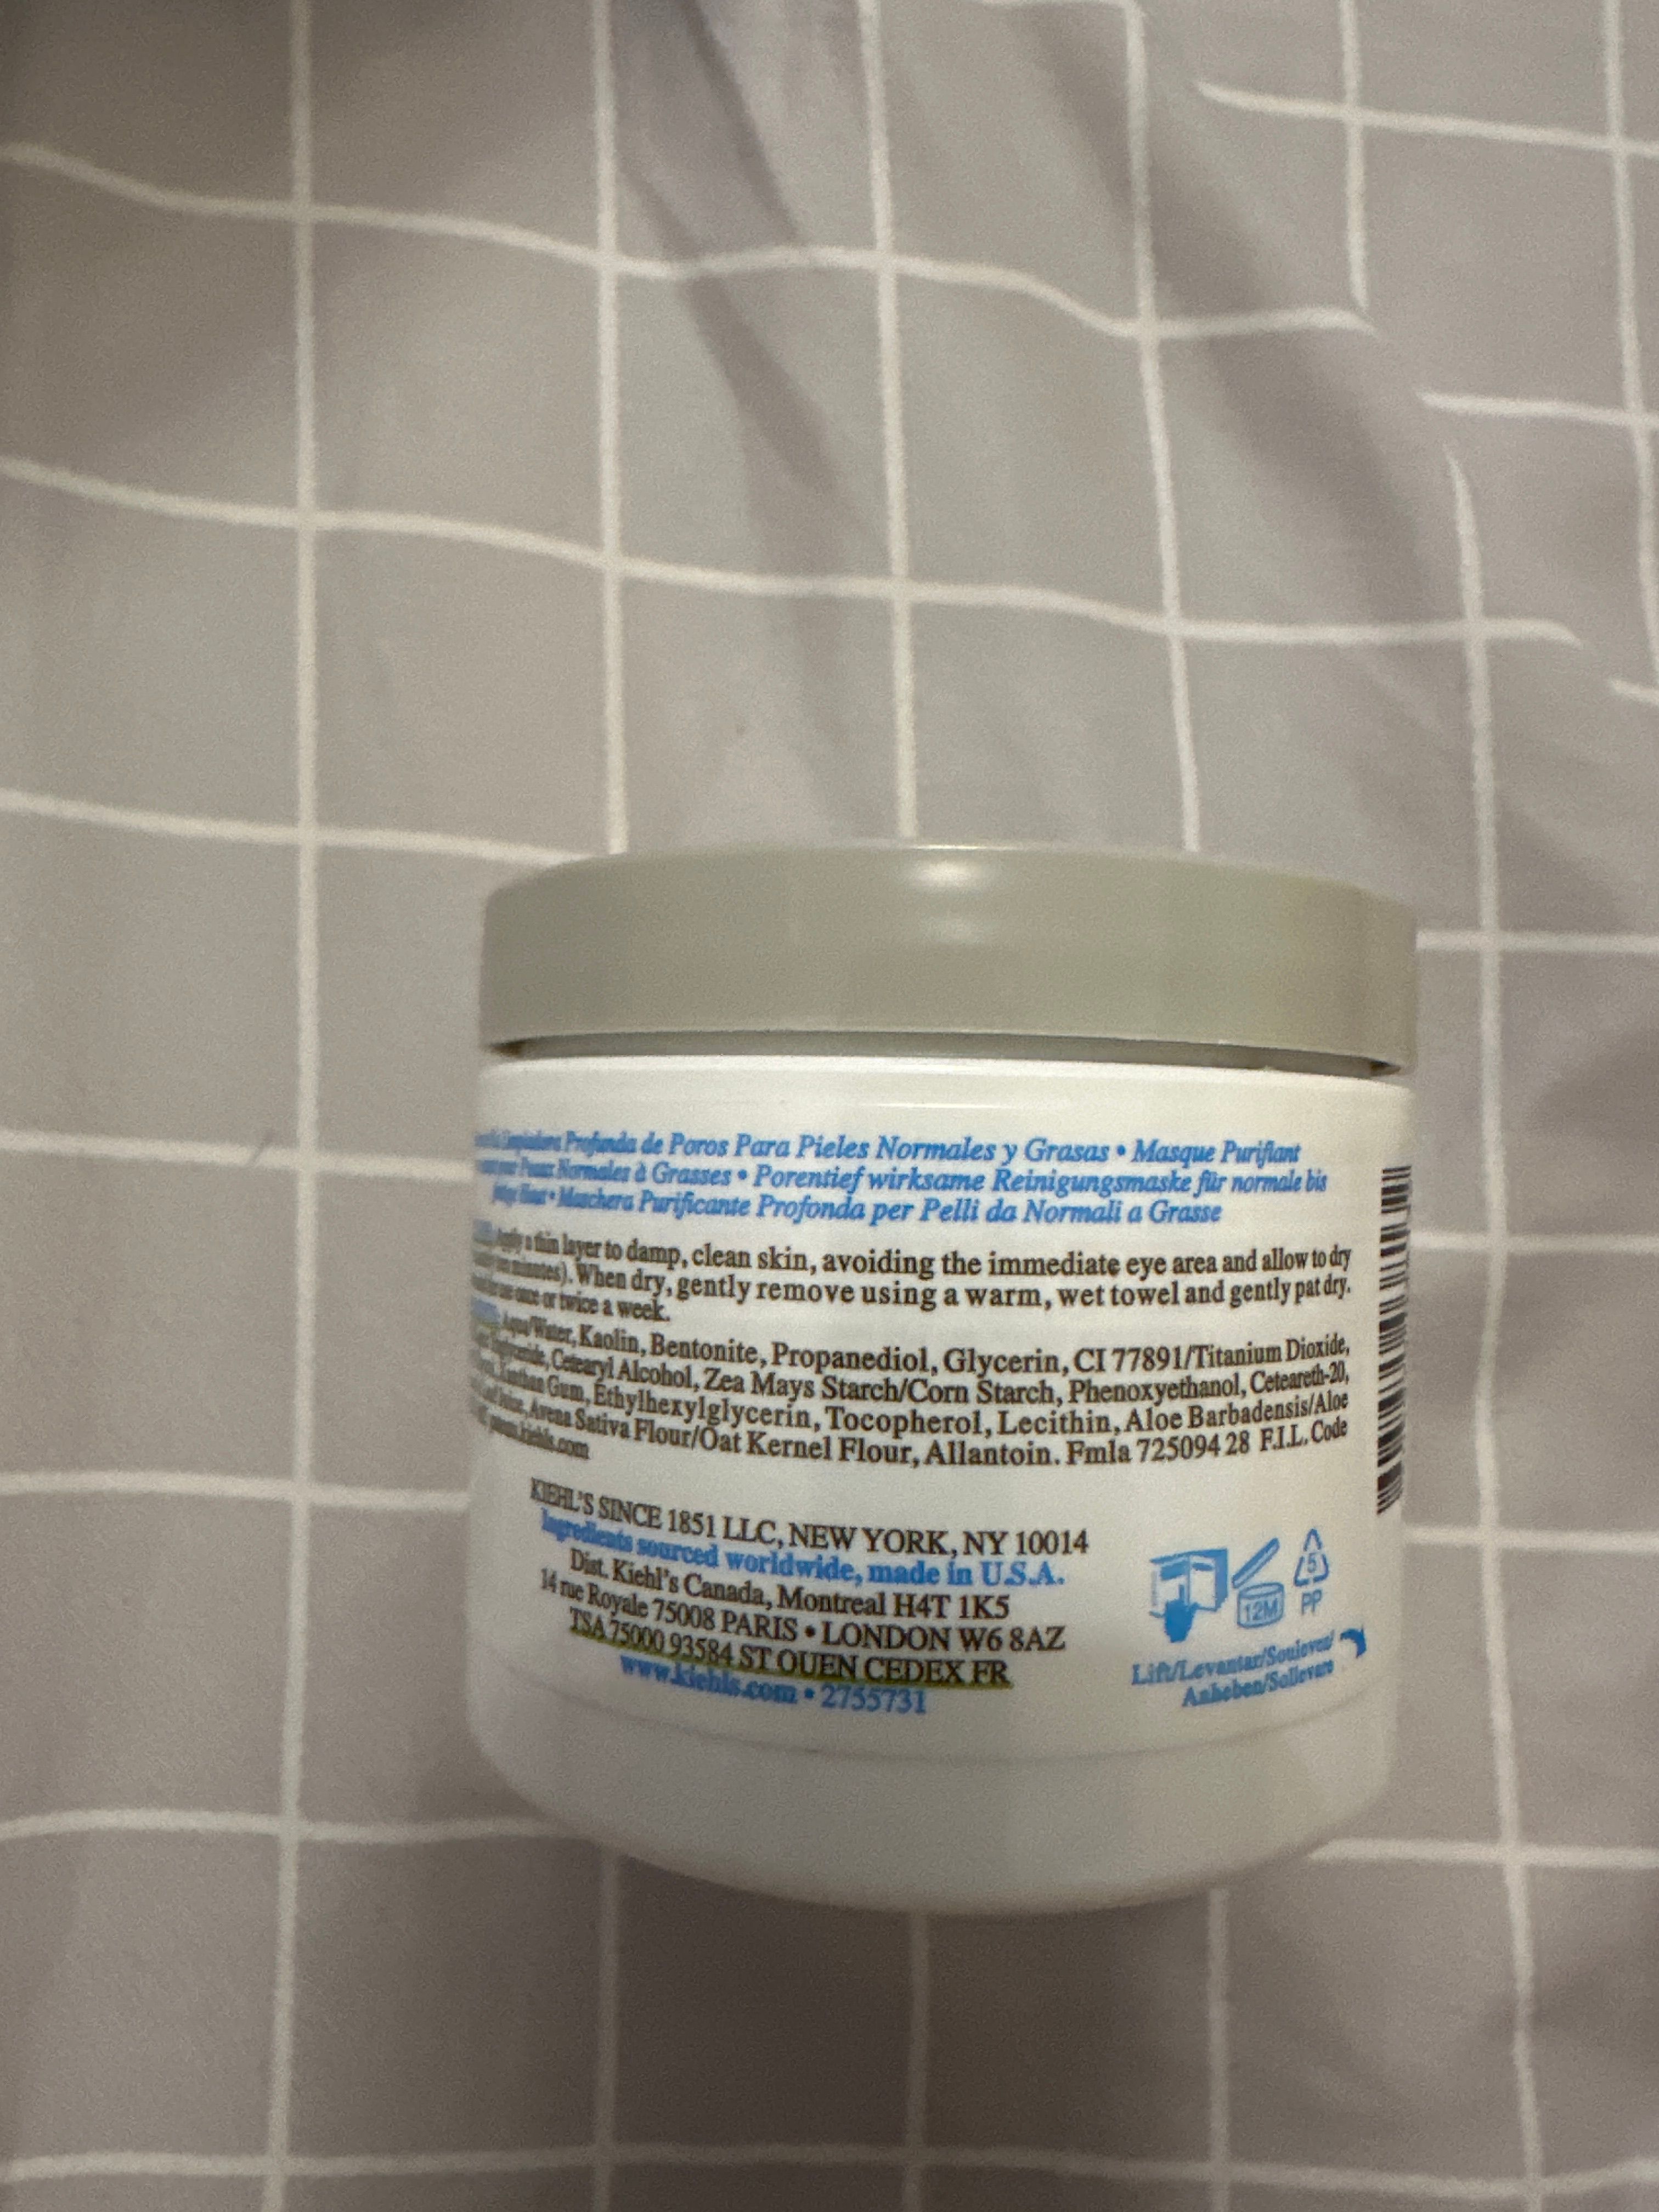 Limpiadora Profunda de Poros Para Pieles Normales y Grasas • Masque Purifiant
Peaux Normales à Grasses • Porentief wirksame Reinigungsmaske für normale bis
Haut • Maschera Purificante Profonda per Pelli da Normali a Grasse
Apply a thin layer to damp, clean skin, avoiding the immediate eye area and allow to dry
minutes). When dry, gently remove using a warm, wet towel and gently pat dry.
use once or twice a week.
Aqua/Water, Kaolin, Bentonite, Propanediol, Glycerin, CI 77891/Titanium Dioxide,
Cetearyl Alcohol, Zea Mays Starch/Corn Starch, Phenoxyethanol, Ceteareth-20,
Xanthan Gum, Ethylhexylglycerin, Tocopherol, Lecithin, Aloe Barbadensis/Aloe
Juice, Avena Sativa Flour/Oat Kernel Flour, Allantoin. Fmla 725094 28 F.I.L. Code
KIEHL'S SINCE 1851 LLC, NEW YORK, NY 10014
Ingredients sourced worldwide, made in U.S.A.
Dist. Kiehl's Canada, Montreal H4T 1K5
14 rue Royale 75008 PARIS • LONDON W6 8AZ
TSA 75000 93584 ST OUEN CEDEX FR
www.kiehls.com • 2755731
12M
5
PP
Lift/Levantar/Soulever/
Anheben/Sollevare